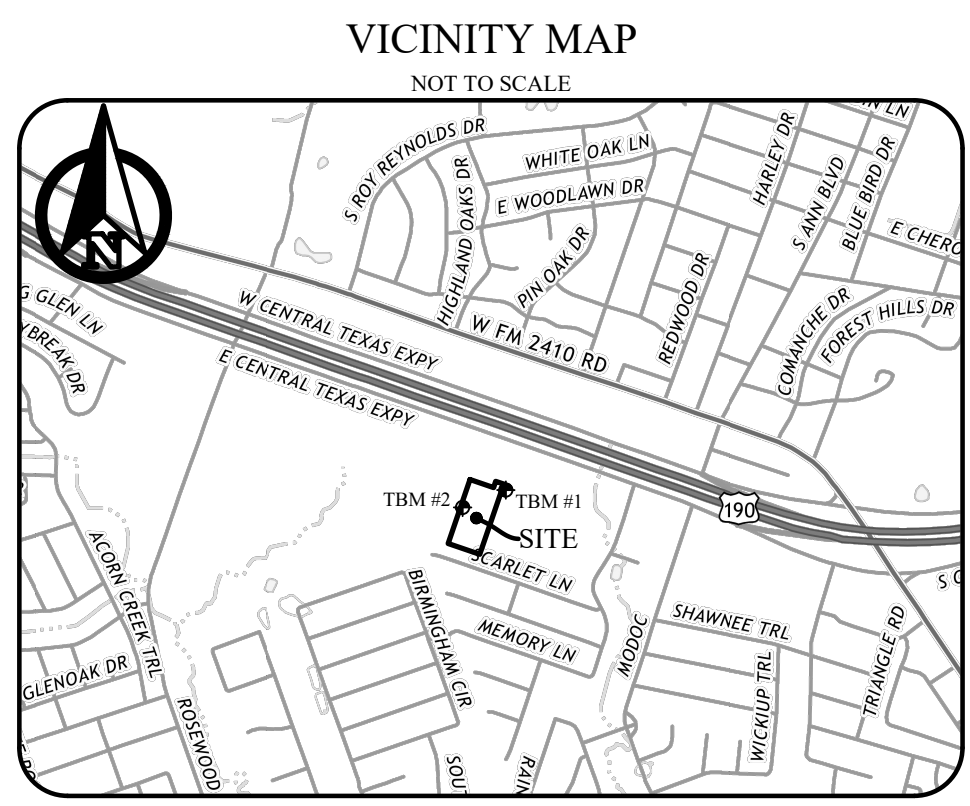 VICINITY MAP
NOT TO SCALE
N
S ROY REYNOLDS DR
WHITE OAK LN
E WOODLAWN DR
HIGHLAND OAKS DR
PIN OAK DR
HARLEY DR
S ANN BLVD
BLUE BIRD DR
LN
E CHERO
REDWOOD DR
COMANCHE DR
FOREST HILLS DR
G GLEN LN
YBREAK DR
W CENTRAL TEXAS EXPY
E CENTRAL TEXAS EXPY
W FM 2410 RD
190
TBM #2
TBM #1
SITE
SCARLET LN
ACORN CREEK TRL
BIRMINGHAM CIR
MEMORY LN
MODOC
SHAWNEE TRL
WICKIUP TRL
TRIANGLE RD
GLENOAK DR
ROSEWOOD
SOUT
RAIN